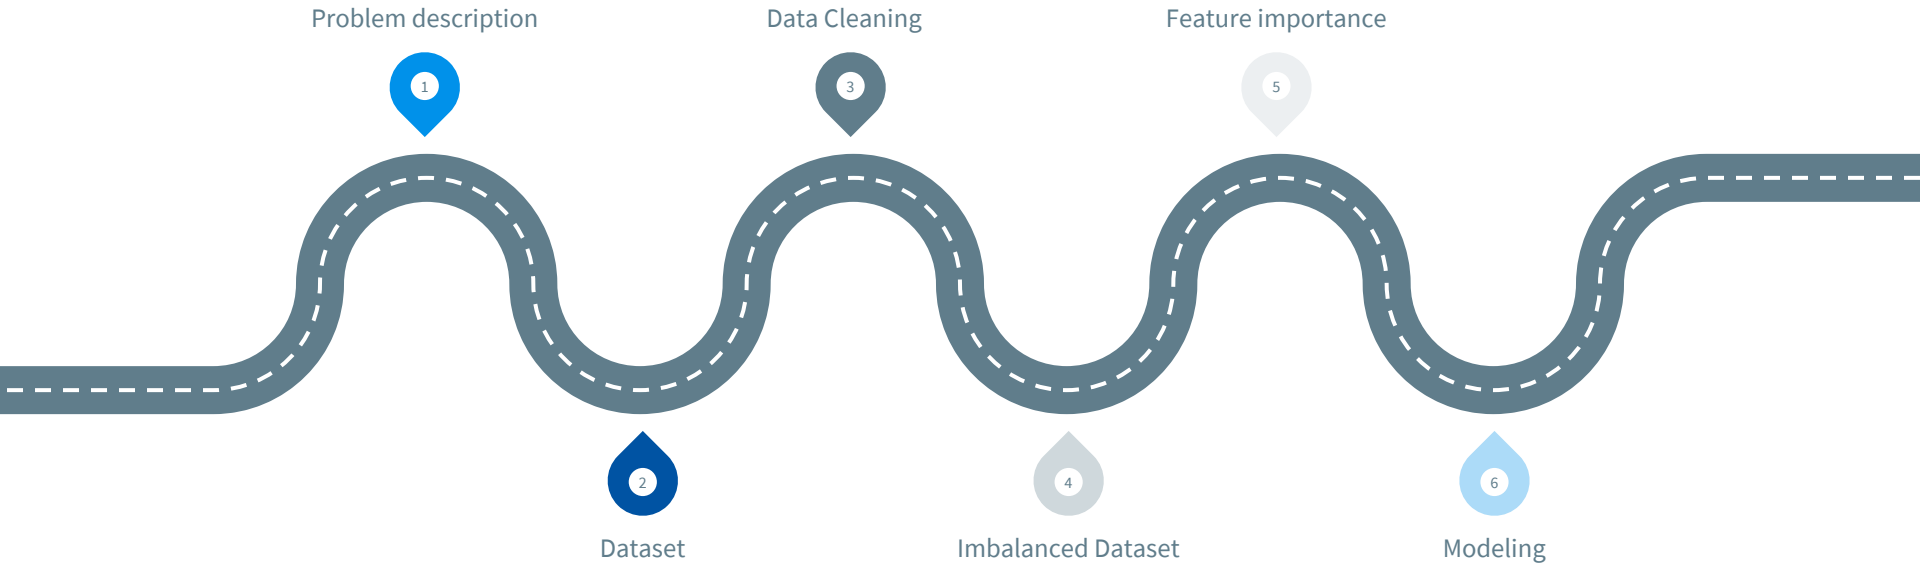 Problem description
1
2
Dataset
Data Cleaning
3
4
Imbalanced Dataset
Feature importance
5
6
Modeling